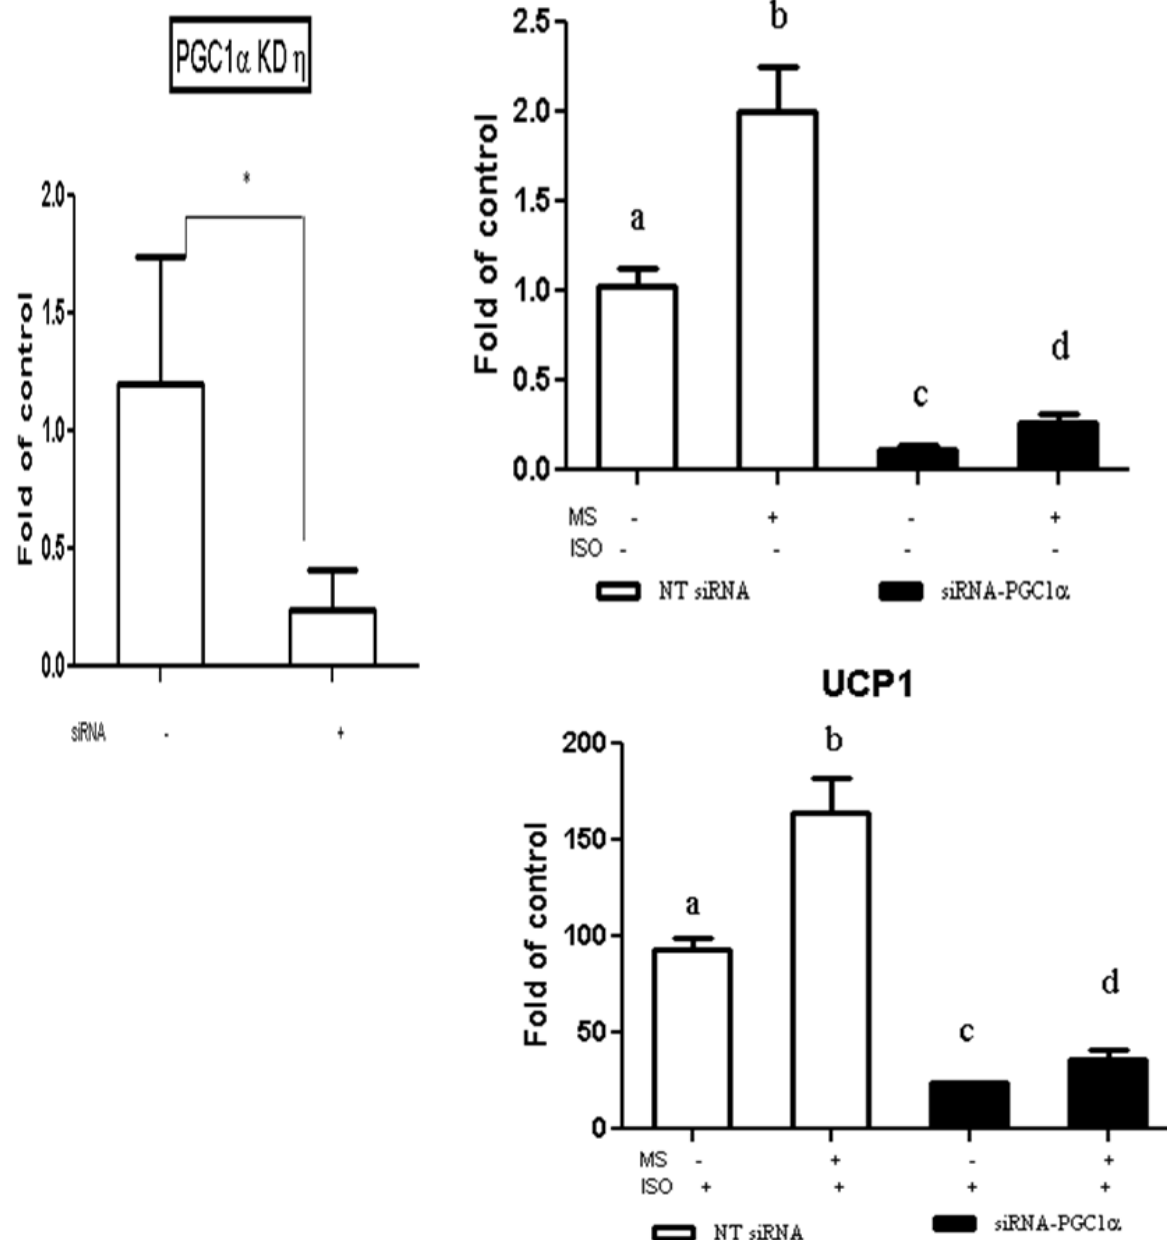 PGC1α KD η
*
2.0
1.5
1.0
0.5
0.0
Fold of control
siRNA - +
b
2.5
2.0
1.5
1.0
0.5
0.0
Fold of control
a
d
c
MS - + - +
ISO - - - -
NT siRNA siRNA-PGC1α
UCP1
200
150
100
50
0
Fold of control
b
a
d
c
MS - + - +
ISO + + + +
NT siRNA siRNA-PGC1α